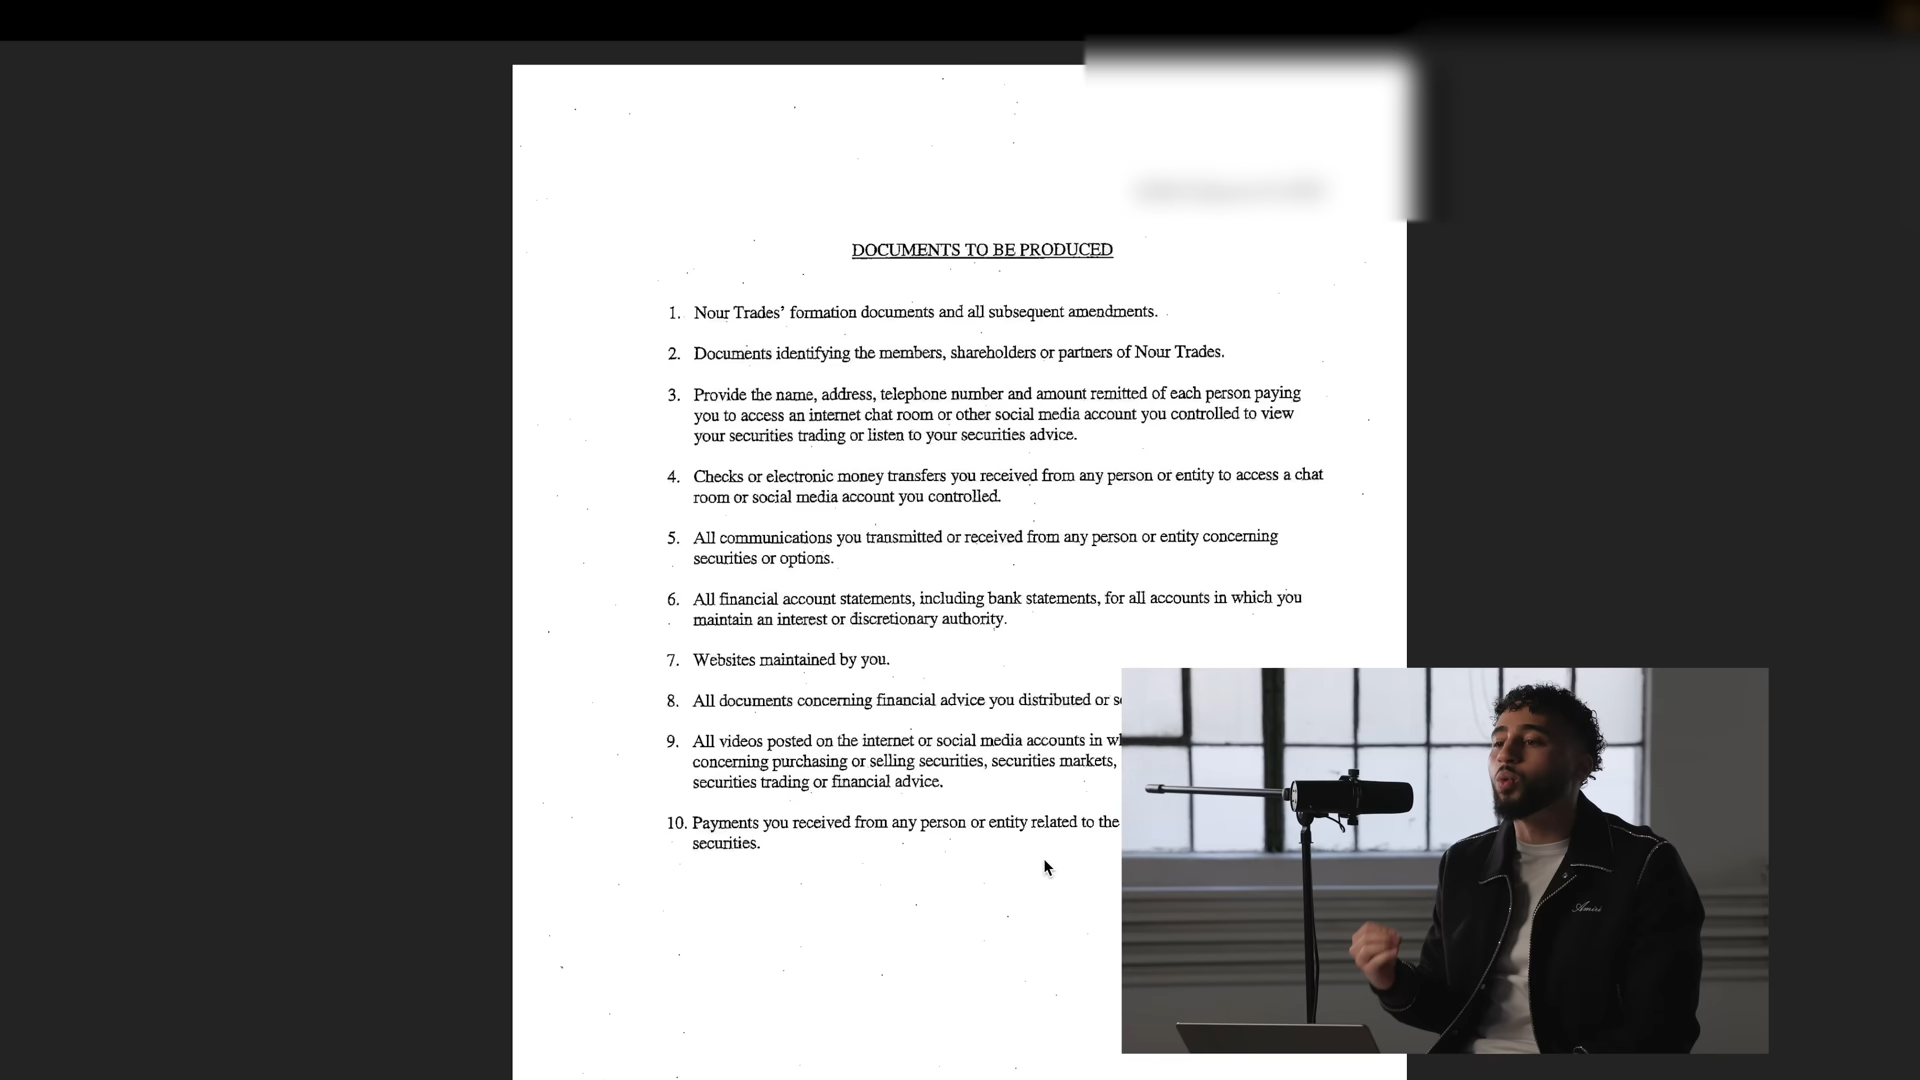 DOCUMENTS TO BE PRODUCED
1. Nour Trades' formation documents and all subsequent amendments.
2. Documents identifying the members, shareholders or partners of Nour Trades.
3. Provide the name, address, telephone number and amount remitted of each person paying
you to access an internet chat room or other social media account you controlled to view
your securities trading or listen to your securities advice.
4. Checks or electronic money transfers you received from any person or entity to access a chat
room or social media account you controlled.
5. All communications you transmitted or received from any person or entity concerning
securities or options.
6. All financial account statements, including bank statements, for all accounts in which you
maintain an interest or discretionary authority.
7. Websites maintained by you.
8. All documents concerning financial advice you distributed or
9. All videos posted on the internet or social media accounts in
concerning purchasing or selling securities, securities markets,
securities trading or financial advice.
10. Payments you received from any person or entity related to the
securities.
Amiri